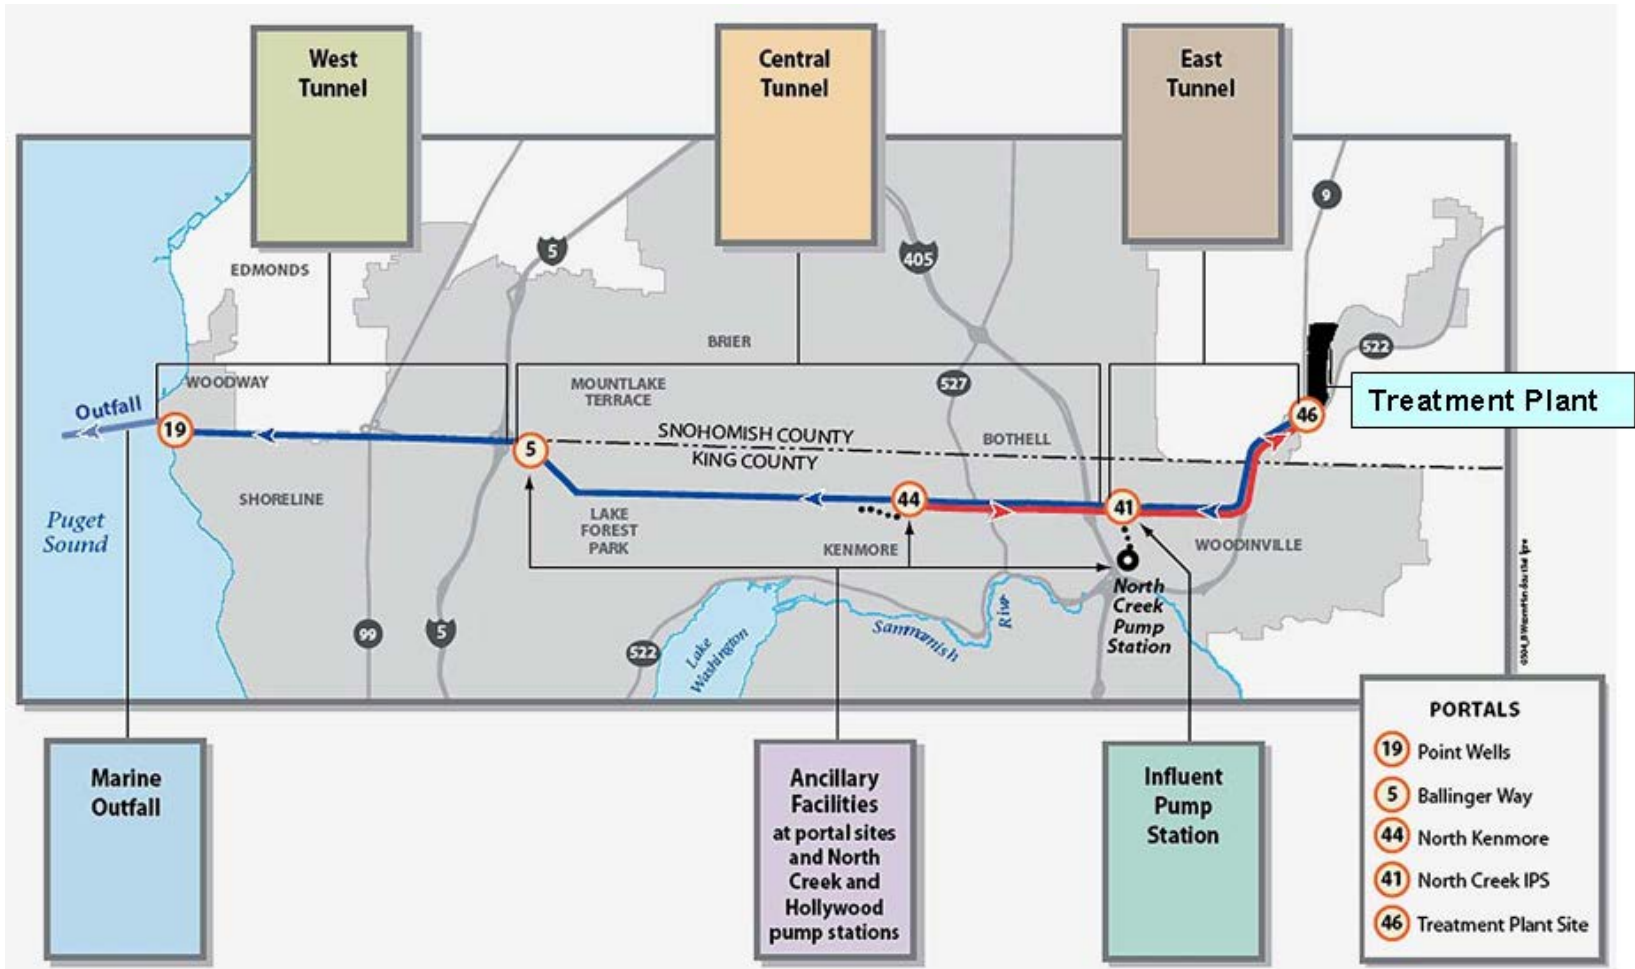 West
Tunnel
Central
Tunnel
East
Tunnel
9
5
405
EDMONDS
BRIER
522
WOODWAY
MOUNTLAKE
TERRACE
527
Treatment Plant
Outfall
46
19
SNOHOMISH COUNTY
BOTHELL
5
KING COUNTY
SHORELINE
44
41
Puget
Sound
LAKE
FOREST
PARK
KENMORE
WOODINVILLE
North
Creek
Pump
Station
99
5
522
Lake
Washington
Sammamish
River
PORTALS
19 Point Wells
5 Ballinger Way
44 North Kenmore
41 North Creek IPS
46 Treatment Plant Site
Marine
Outfall
Ancillary
Facilities
at portal sites
and North
Creek and
Hollywood
pump stations
Influent
Pump
Station